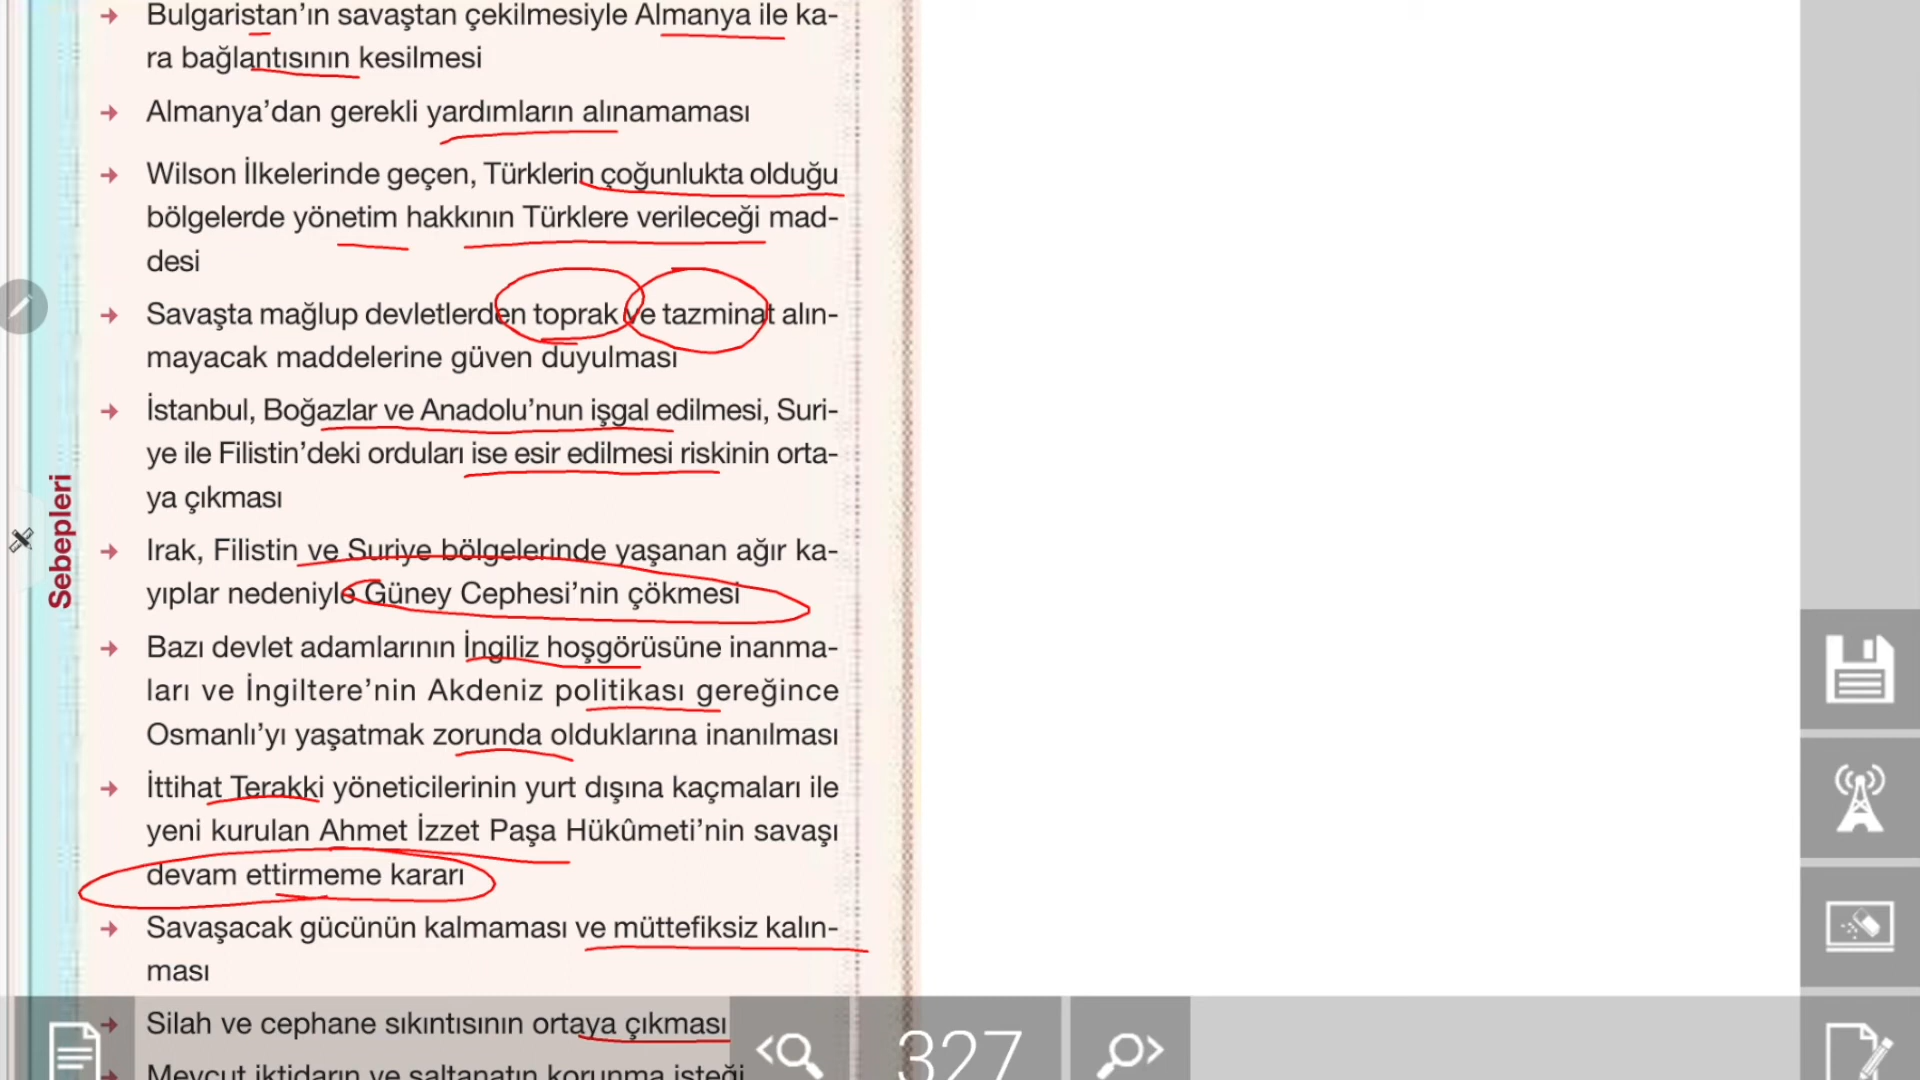 → Bulgaristan’ın savaştan çekilmesiyle Almanya ile ka-
ra bağlantısının kesilmesi
→ Almanya’dan gerekli yardımların alınamaması
→ Wilson İlkelerinde geçen, Türklerin çoğunlukta olduğu
bölgelerde yönetim hakkının Türklere verileceği mad-
desi
→ Savaşta mağlup devletlerden toprak ve tazminat alın-
mayacak maddelerine güven duyulması
→ İstanbul, Boğazlar ve Anadolu’nun işgal edilmesi, Suri-
ye ile Filistin’deki orduları ise esir edilmesi riskinin orta-
ya çıkması
Sebepleri
→ Irak, Filistin ve Suriye bölgelerinde yaşanan ağır ka-
yıplar nedeniyle Güney Cephesi’nin çökmesi
→ Bazı devlet adamlarının İngiliz hoşgörüsüne inanma-
ları ve İngiltere’nin Akdeniz politikası gereğince
Osmanlı’yı yaşatmak zorunda olduklarına inanılması
→ İttihat Terakki yöneticilerinin yurt dışına kaçmaları ile
yeni kurulan Ahmet İzzet Paşa Hükûmeti’nin savaşı
devam ettirmeme kararı
→ Savaşacak gücünün kalmaması ve müttefiksiz kalın-
ması
→ Silah ve cephane sıkıntısının ortaya çıkması
327
→ Mevcut iktidarın ve saltanatın korunma isteği